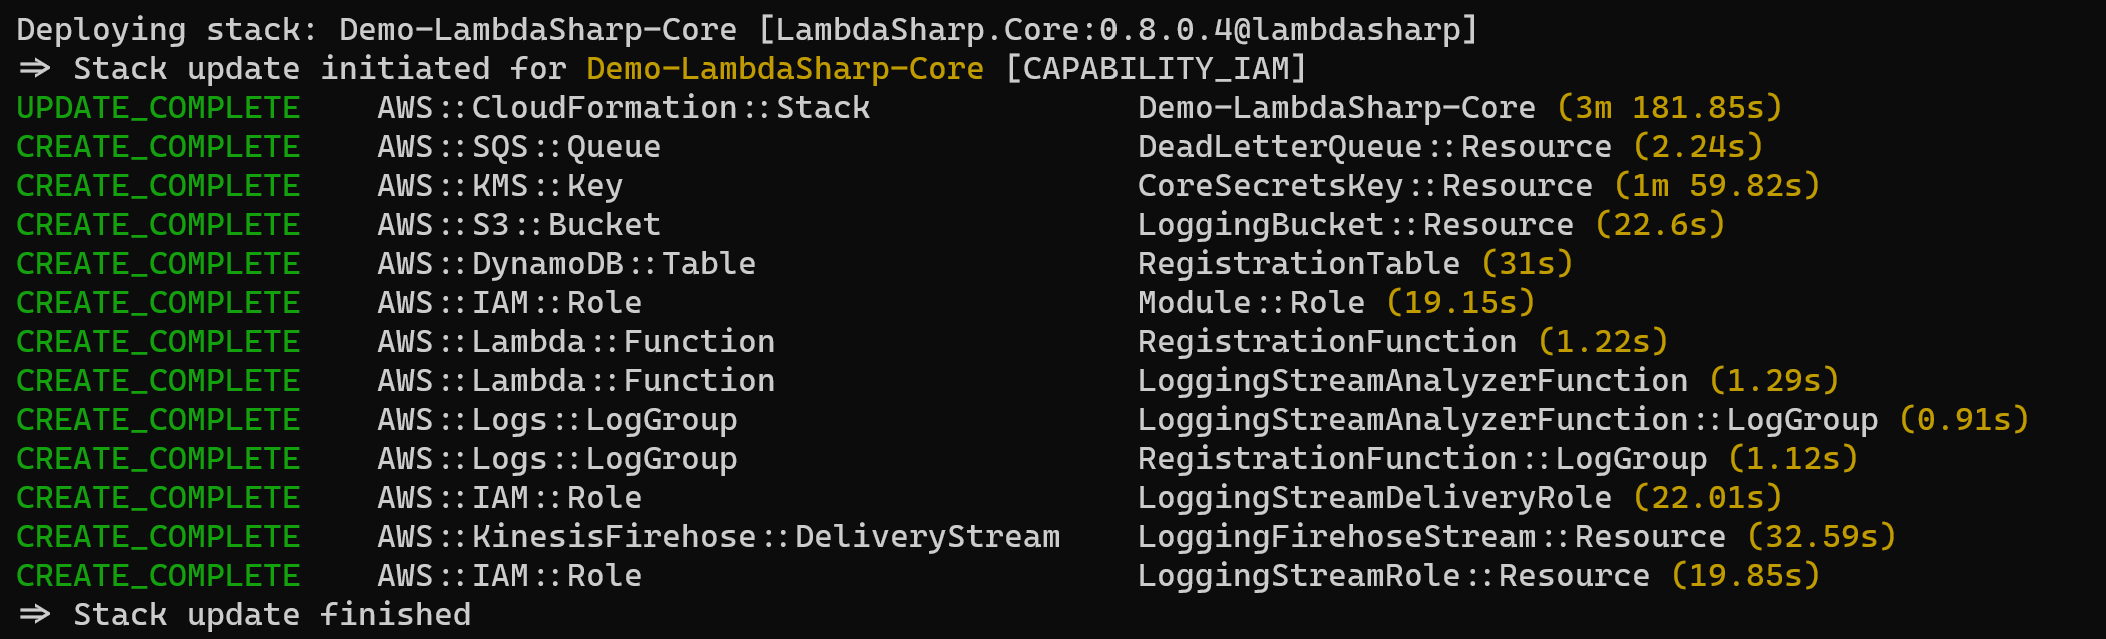 Deploying stack: Demo-LambdaSharp-Core [LambdaSharp.Core:0.8.0.4@lambdasharp]
=> Stack update initiated for Demo-LambdaSharp-Core [CAPABILITY_IAM]
UPDATE_COMPLETE    AWS::CloudFormation::Stack              Demo-LambdaSharp-Core (3m 181.85s)
CREATE_COMPLETE    AWS::SQS::Queue                         DeadLetterQueue::Resource (2.24s)
CREATE_COMPLETE    AWS::KMS::Key                           CoreSecretsKey::Resource (1m 59.82s)
CREATE_COMPLETE    AWS::S3::Bucket                         LoggingBucket::Resource (22.6s)
CREATE_COMPLETE    AWS::DynamoDB::Table                    RegistrationTable (31s)
CREATE_COMPLETE    AWS::IAM::Role                          Module::Role (19.15s)
CREATE_COMPLETE    AWS::Lambda::Function                   RegistrationFunction (1.22s)
CREATE_COMPLETE    AWS::Lambda::Function                   LoggingStreamAnalyzerFunction (1.29s)
CREATE_COMPLETE    AWS::Logs::LogGroup                     LoggingStreamAnalyzerFunction::LogGroup (0.91s)
CREATE_COMPLETE    AWS::Logs::LogGroup                     RegistrationFunction::LogGroup (1.12s)
CREATE_COMPLETE    AWS::IAM::Role                          LoggingStreamDeliveryRole (22.01s)
CREATE_COMPLETE    AWS::KinesisFirehose::DeliveryStream    LoggingFirehoseStream::Resource (32.59s)
CREATE_COMPLETE    AWS::IAM::Role                          LoggingStreamRole::Resource (19.85s)
=> Stack update finished